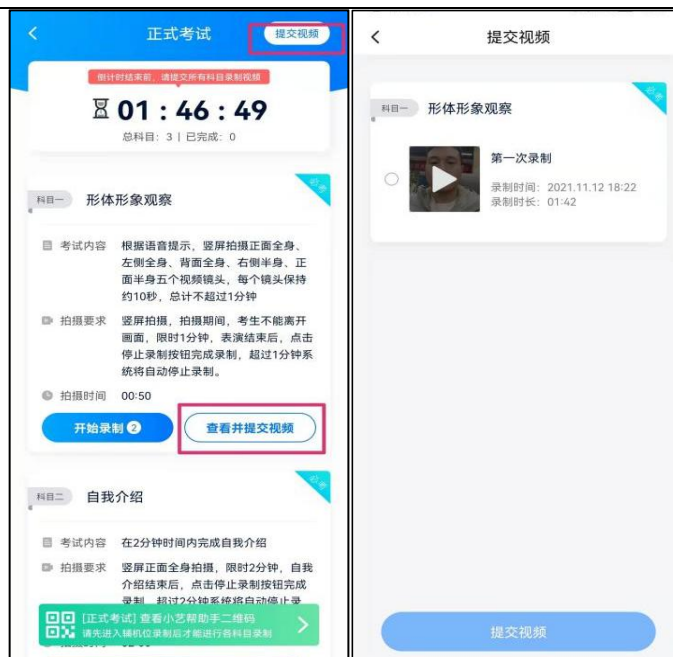 正式考试
提交视频
倒计时结束前，请提交所有科目录制视频
01 : 46 : 49
总科目：3 | 已完成：0
必考
科目一 形体形象观察
考试内容 根据语音提示，竖屏拍摄正面全身、
左侧全身、背面全身、右侧半身、正
面半身五个视频镜头，每个镜头保持
约10秒，总计不超过1分钟
拍摄要求 竖屏拍摄，拍摄期间，考生不能离开
画面，限时1分钟，表演结束后，点击
停止录制按钮完成录制，超过1分钟系
统将自动停止录制。
拍摄时间 00:50
开始录制 2
查看并提交视频
必考
科目二 自我介绍
考试内容 在2分钟时间内完成自我介绍
拍摄要求 竖屏正面全身拍摄，限时2分钟，自我
介绍结束后，点击停止录制按钮完成
录制，超过2分钟系统将自动停止录
[正式考试] 查看小艺帮助手二维码
请先进入辅机位录制后才能进行各科目录制
提交视频
必考
科目一 形体形象观察
第一次录制
录制时间：2021.11.12 18:22
录制时长：01:42
提交视频